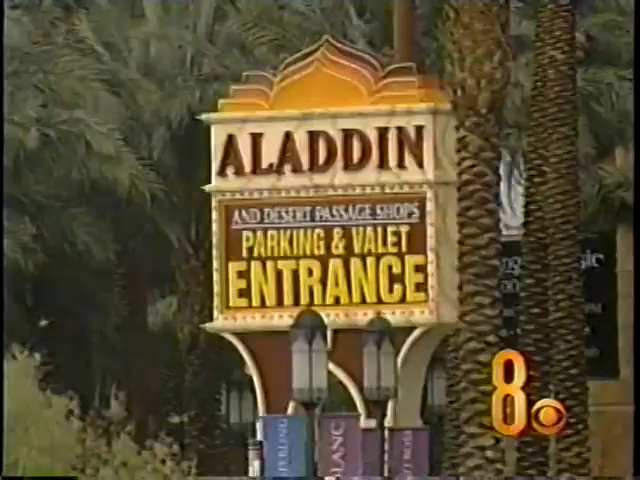 ALADDIN
AND DESERT PASSAGE SHOPS
PARKING & VALET
ENTRANCE
8